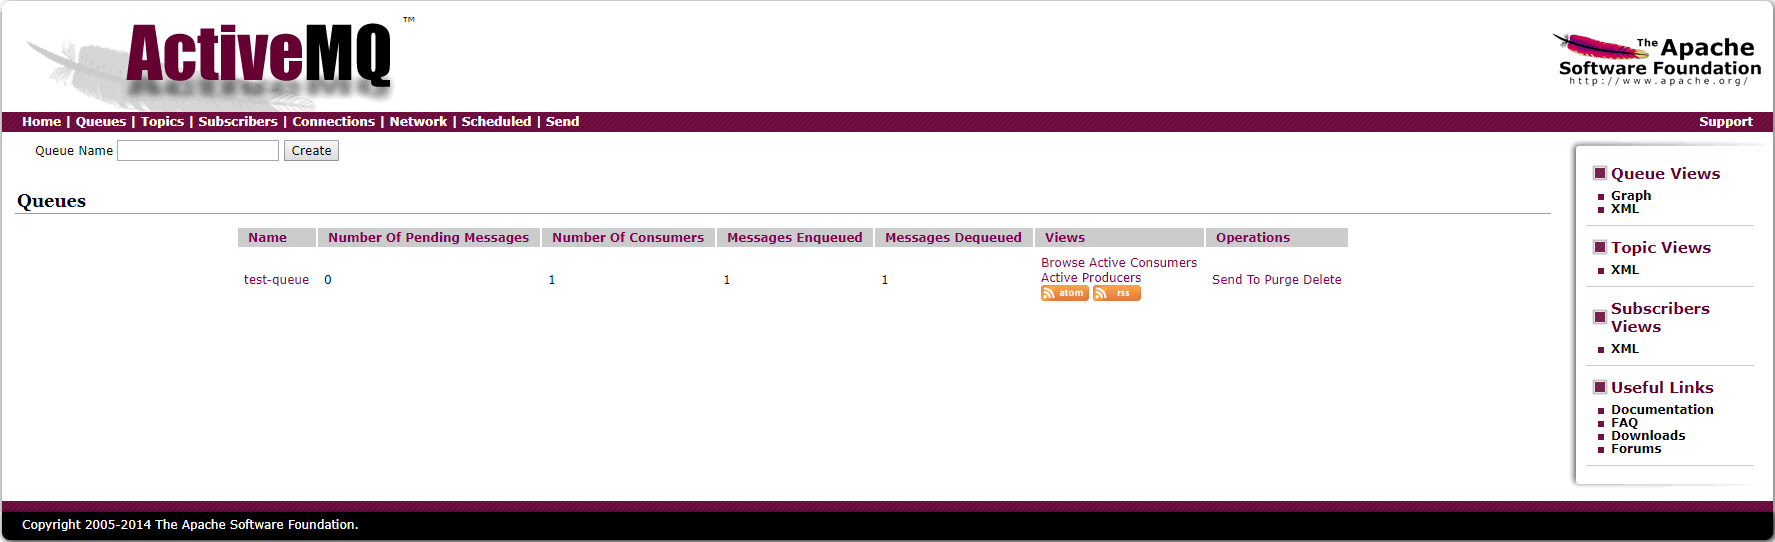 ActiveMQ ™
The Apache
Software Foundation
http://www.apache.org/
Home | Queues | Topics | Subscribers | Connections | Network | Scheduled | Send
Support
Queue Name Create
Queues
Name Number Of Pending Messages Number Of Consumers Messages Enqueued Messages Dequeued Views Operations
test-queue 0 1 1 1
Browse Active Consumers
Active Producers
atom rss
Send To Purge Delete
Queue Views
Graph
XML
Topic Views
XML
Subscribers
Views
XML
Useful Links
Documentation
FAQ
Downloads
Forums
Copyright 2005-2014 The Apache Software Foundation.